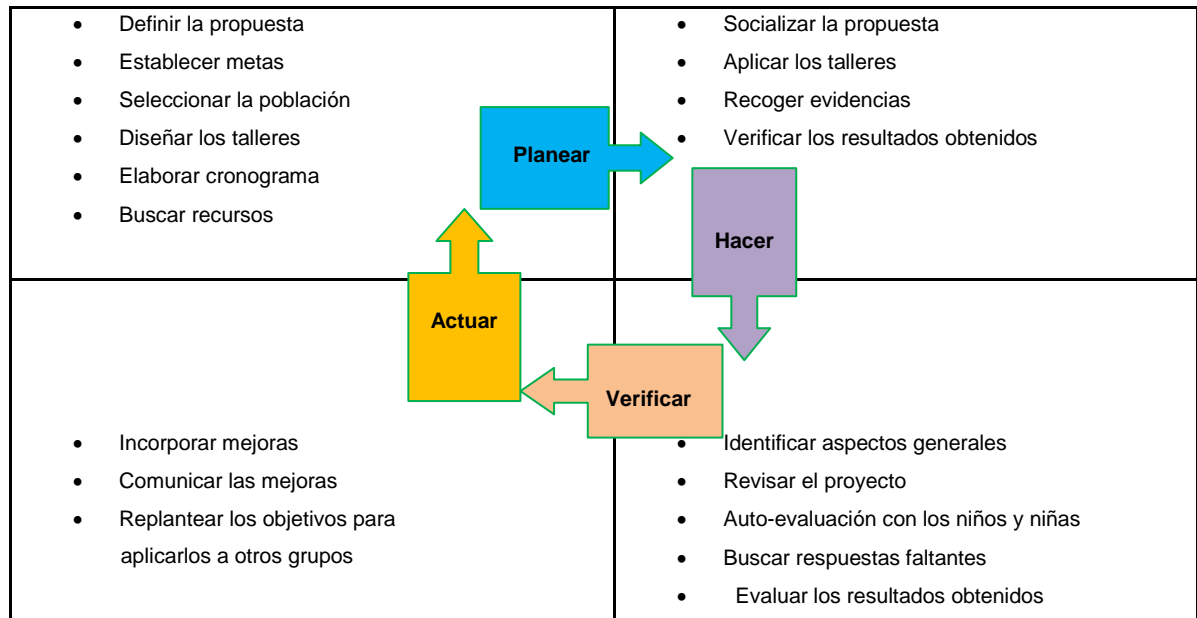 • Definir la propuesta
• Establecer metas
• Seleccionar la población
• Diseñar los talleres
• Elaborar cronograma
• Buscar recursos
• Socializar la propuesta
• Aplicar los talleres
• Recoger evidencias
• Verificar los resultados obtenidos
Planear
Hacer
Actuar
Verificar
• Incorporar mejoras
• Comunicar las mejoras
• Replantear los objetivos para
aplicarlos a otros grupos
• Identificar aspectos generales
• Revisar el proyecto
• Auto-evaluación con los niños y niñas
• Buscar respuestas faltantes
• Evaluar los resultados obtenidos